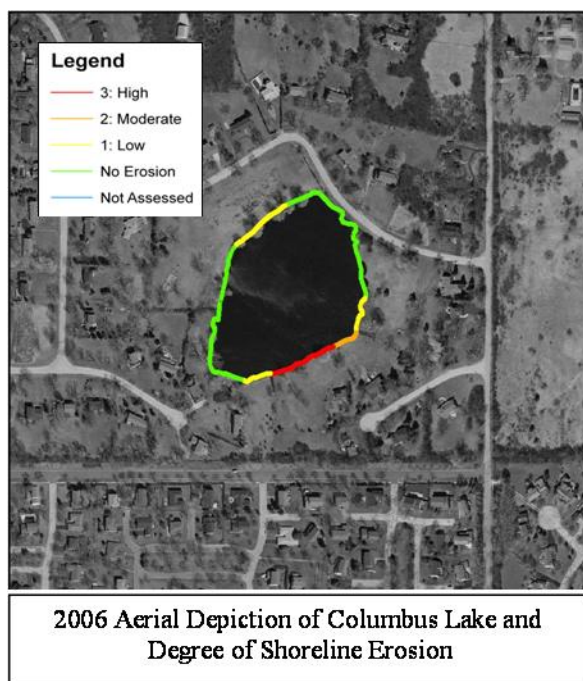 Legend
3: High
2: Moderate
1: Low
No Erosion
Not Assessed
2006 Aerial Depiction of Columbus Lake and
Degree of Shoreline Erosion